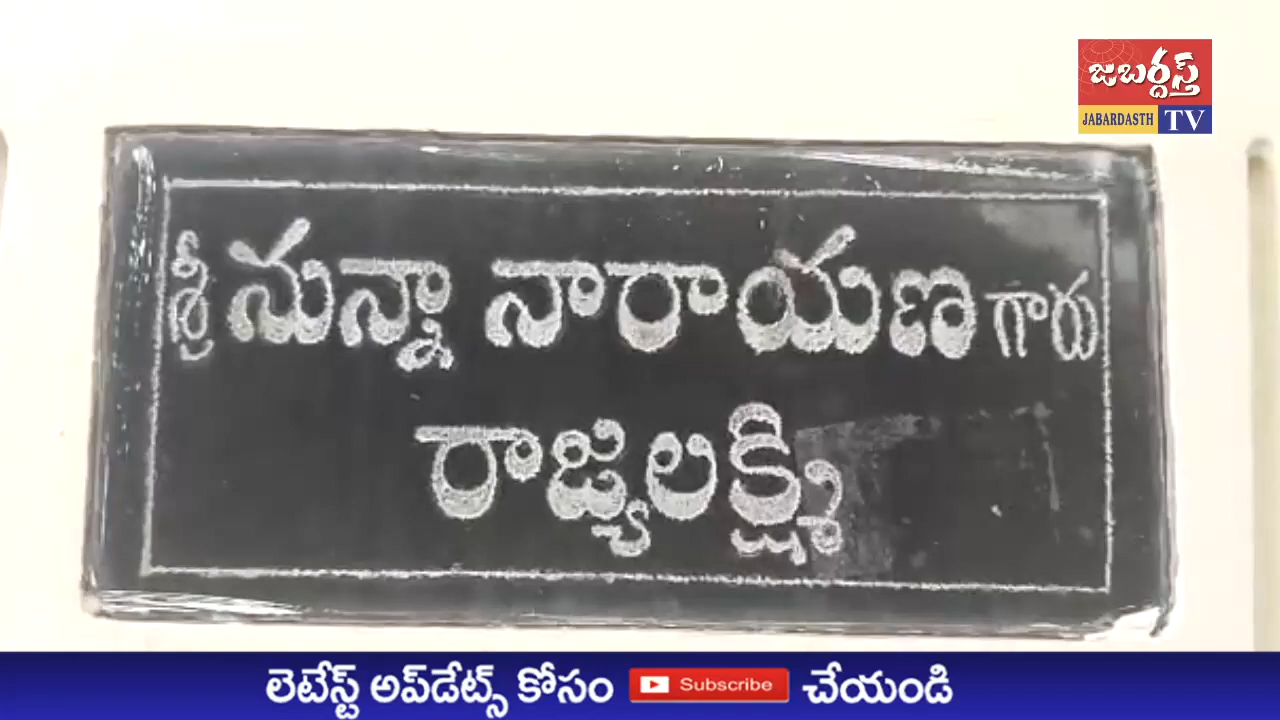 జబర్దస్త్
JABARDASTH TV
శ్రీ నున్నా నారాయణ గారు
రాజ్యలక్ష్మి
లెటేస్ట్ అప్‌డేట్స్ కోసం Subscribe చేయండి